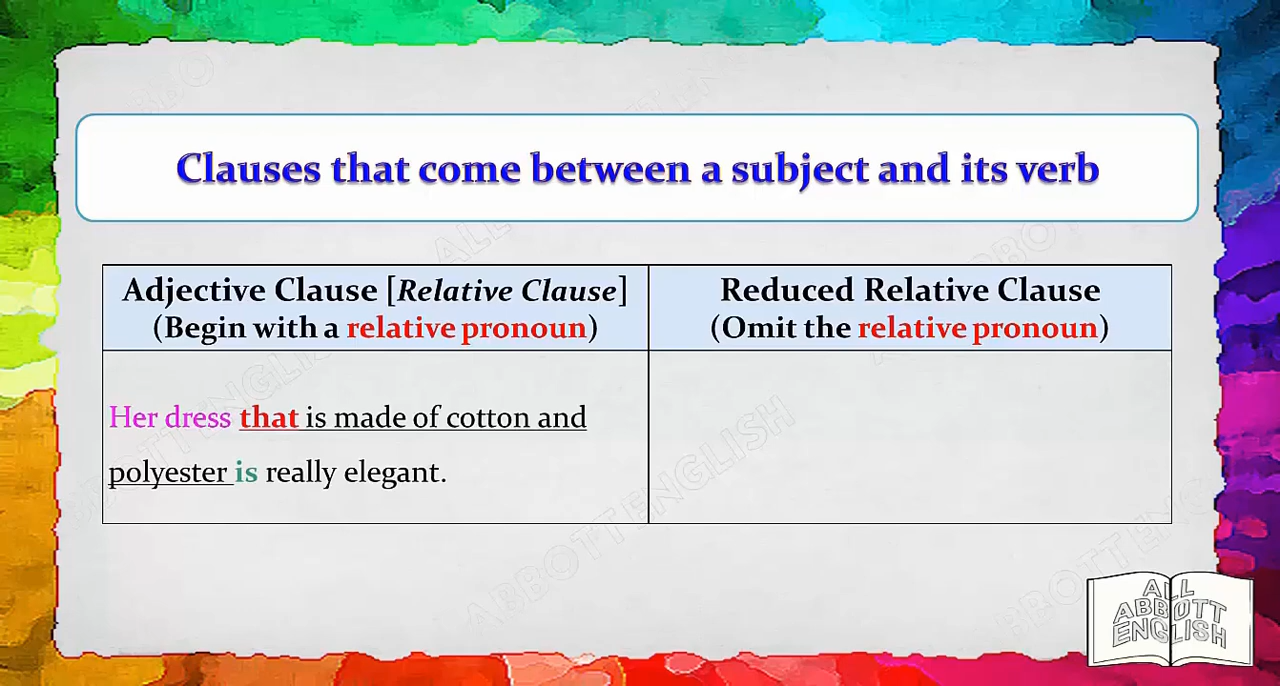 Clauses that come between a subject and its verb
Adjective Clause [Relative Clause]
(Begin with a relative pronoun)
Reduced Relative Clause
(Omit the relative pronoun)
Her dress that is made of cotton and
polyester is really elegant.
ALL
ABBOTT
ENGLISH